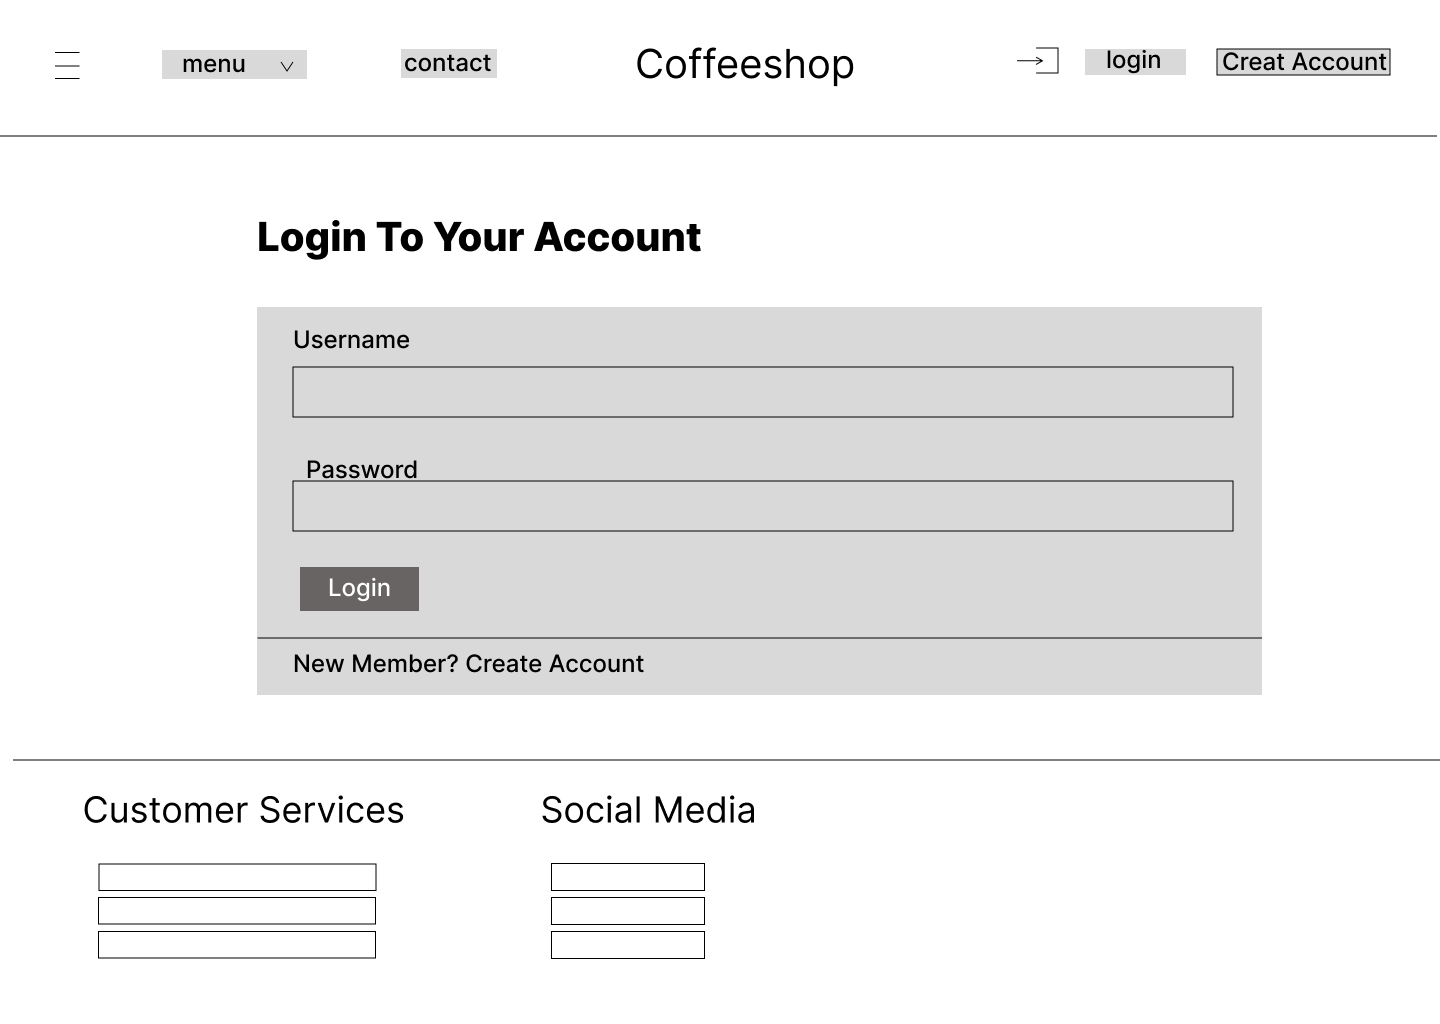 menu
contact
Coffeeshop
login
Creat Account
Login To Your Account
Username
Password
Login
New Member? Create Account
Customer Services
Social Media